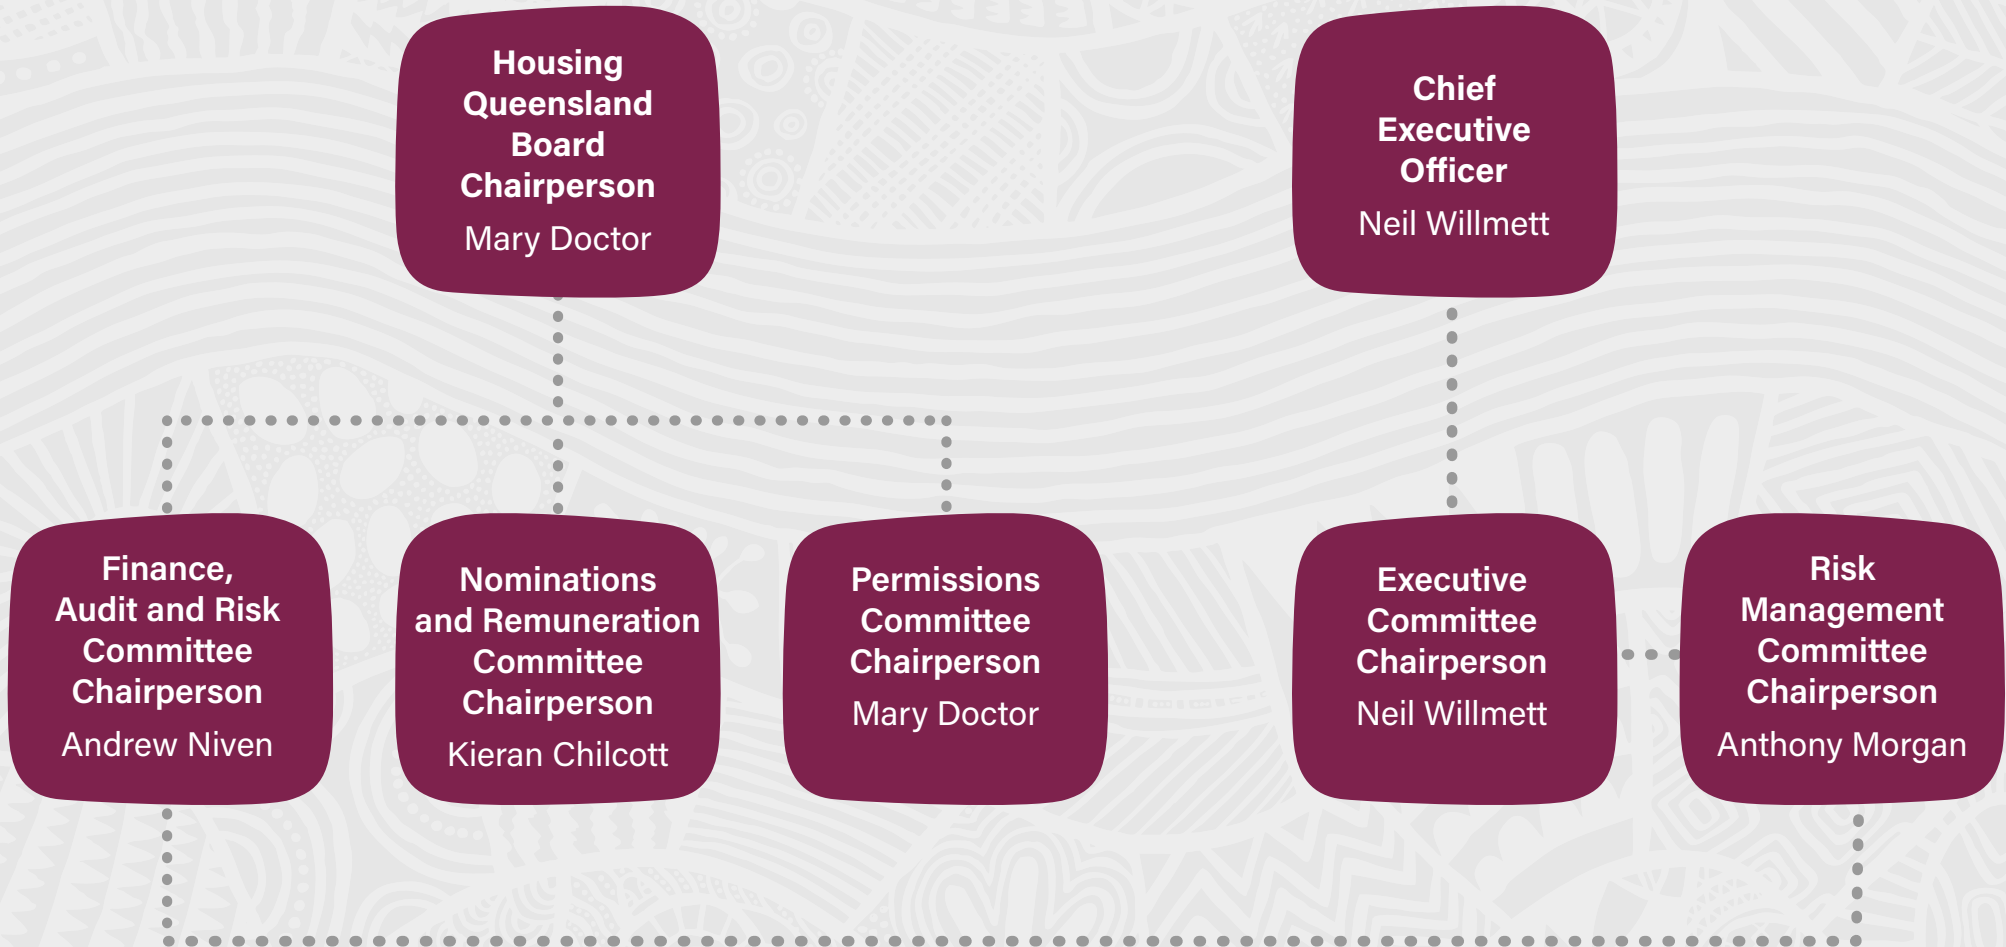 Housing
Queensland
Board
Chairperson
Mary Doctor
Chief
Executive
Officer
Neil Willmett
Finance,
Audit and Risk
Committee
Chairperson
Andrew Niven
Nominations
and Remuneration
Committee
Chairperson
Kieran Chilcott
Permissions
Committee
Chairperson
Mary Doctor
Executive
Committee
Chairperson
Neil Willmett
Risk
Management
Committee
Chairperson
Anthony Morgan